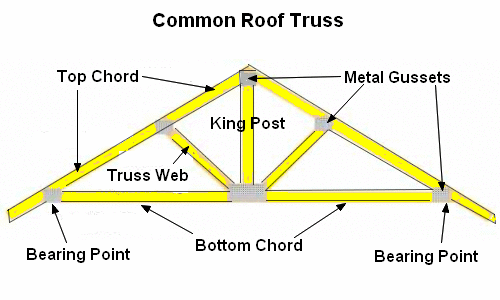 Common Roof Truss
Top Chord
Metal Gussets
King Post
Truss Web
Bottom Chord
Bearing Point
Bearing Point